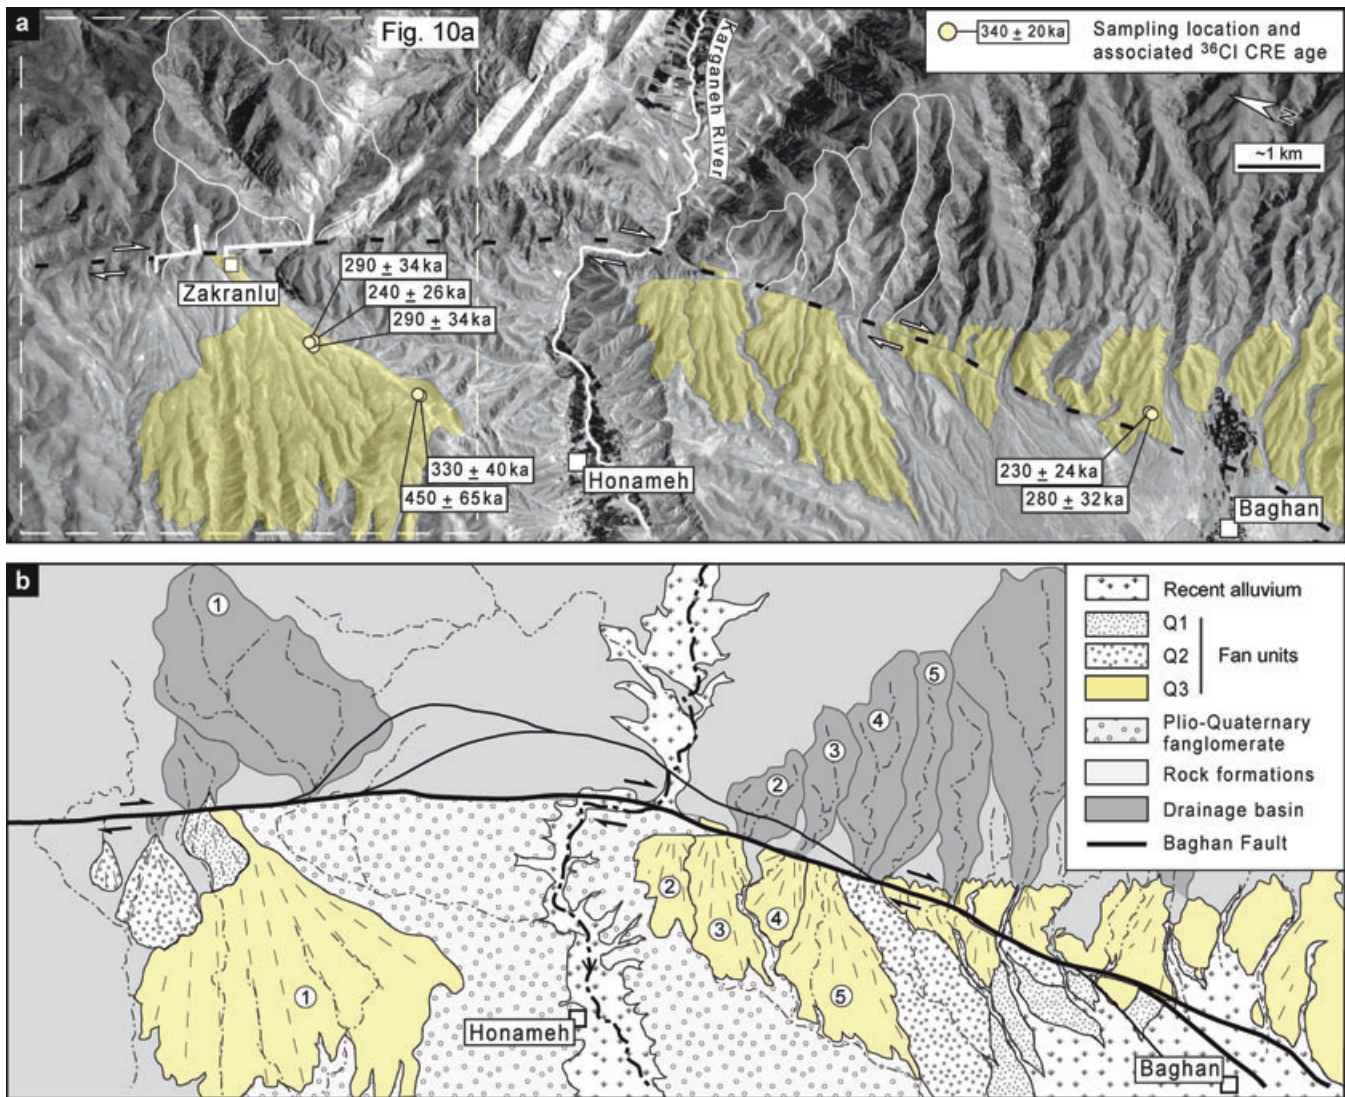 a
Fig. 10a
340 ± 20ka
Sampling location and
associated ³⁶Cl CRE age
Karganeh River
N
~1 km
Zakranlu
290 ± 34ka
240 ± 26ka
290 ± 34ka
330 ± 40ka
450 ± 65ka
Honameh
230 ± 24ka
280 ± 32ka
Baghan
b
Recent alluvium
Q1
Q2
Fan units
Q3
Plio-Quaternary
fanglomerate
Rock formations
Drainage basin
Baghan Fault
1
5
4
3
2
2
3
4
5
1
Honameh
Baghan